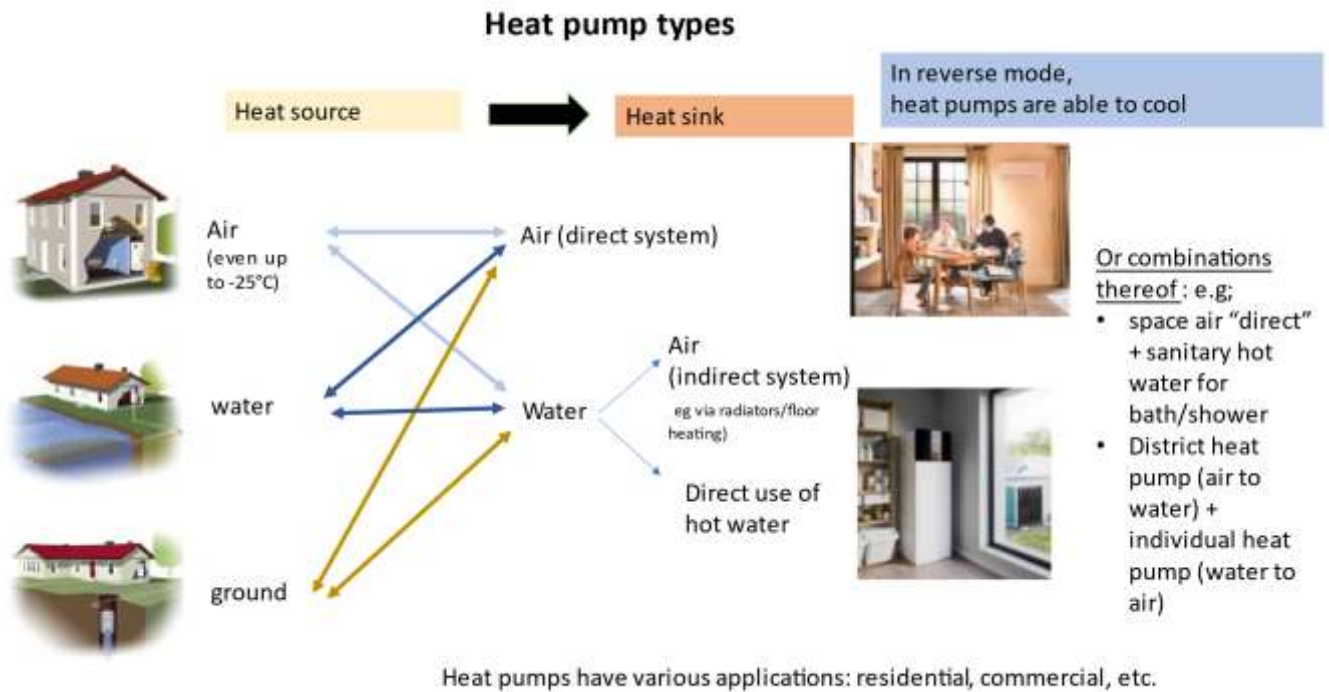 Heat pump types
Heat source
Heat sink
In reverse mode,
heat pumps are able to cool
Air
(even up
to -25°C)
Air (direct system)
water
Water
Air
(indirect system)
eg via radiators/floor
heating)
Direct use of
hot water
ground
Or combinations
thereof : e.g;
• space air “direct”
+ sanitary hot
water for
bath/shower
• District heat
pump (air to
water) +
individual heat
pump (water to
air)
Heat pumps have various applications: residential, commercial, etc.